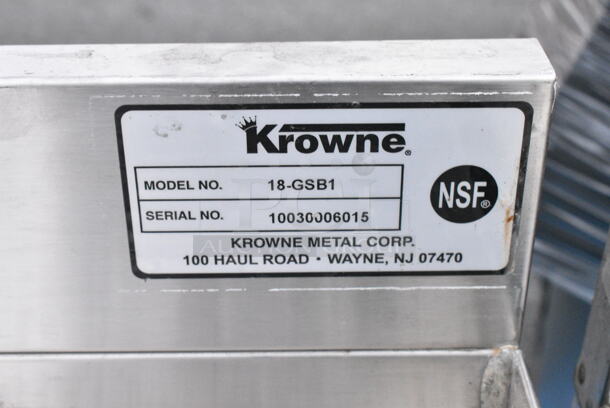 Krowne®
MODEL NO. 18-GSB1
SERIAL NO. 10030006015
NSF®
KROWNE METAL CORP.
100 HAUL ROAD • WAYNE, NJ 07470